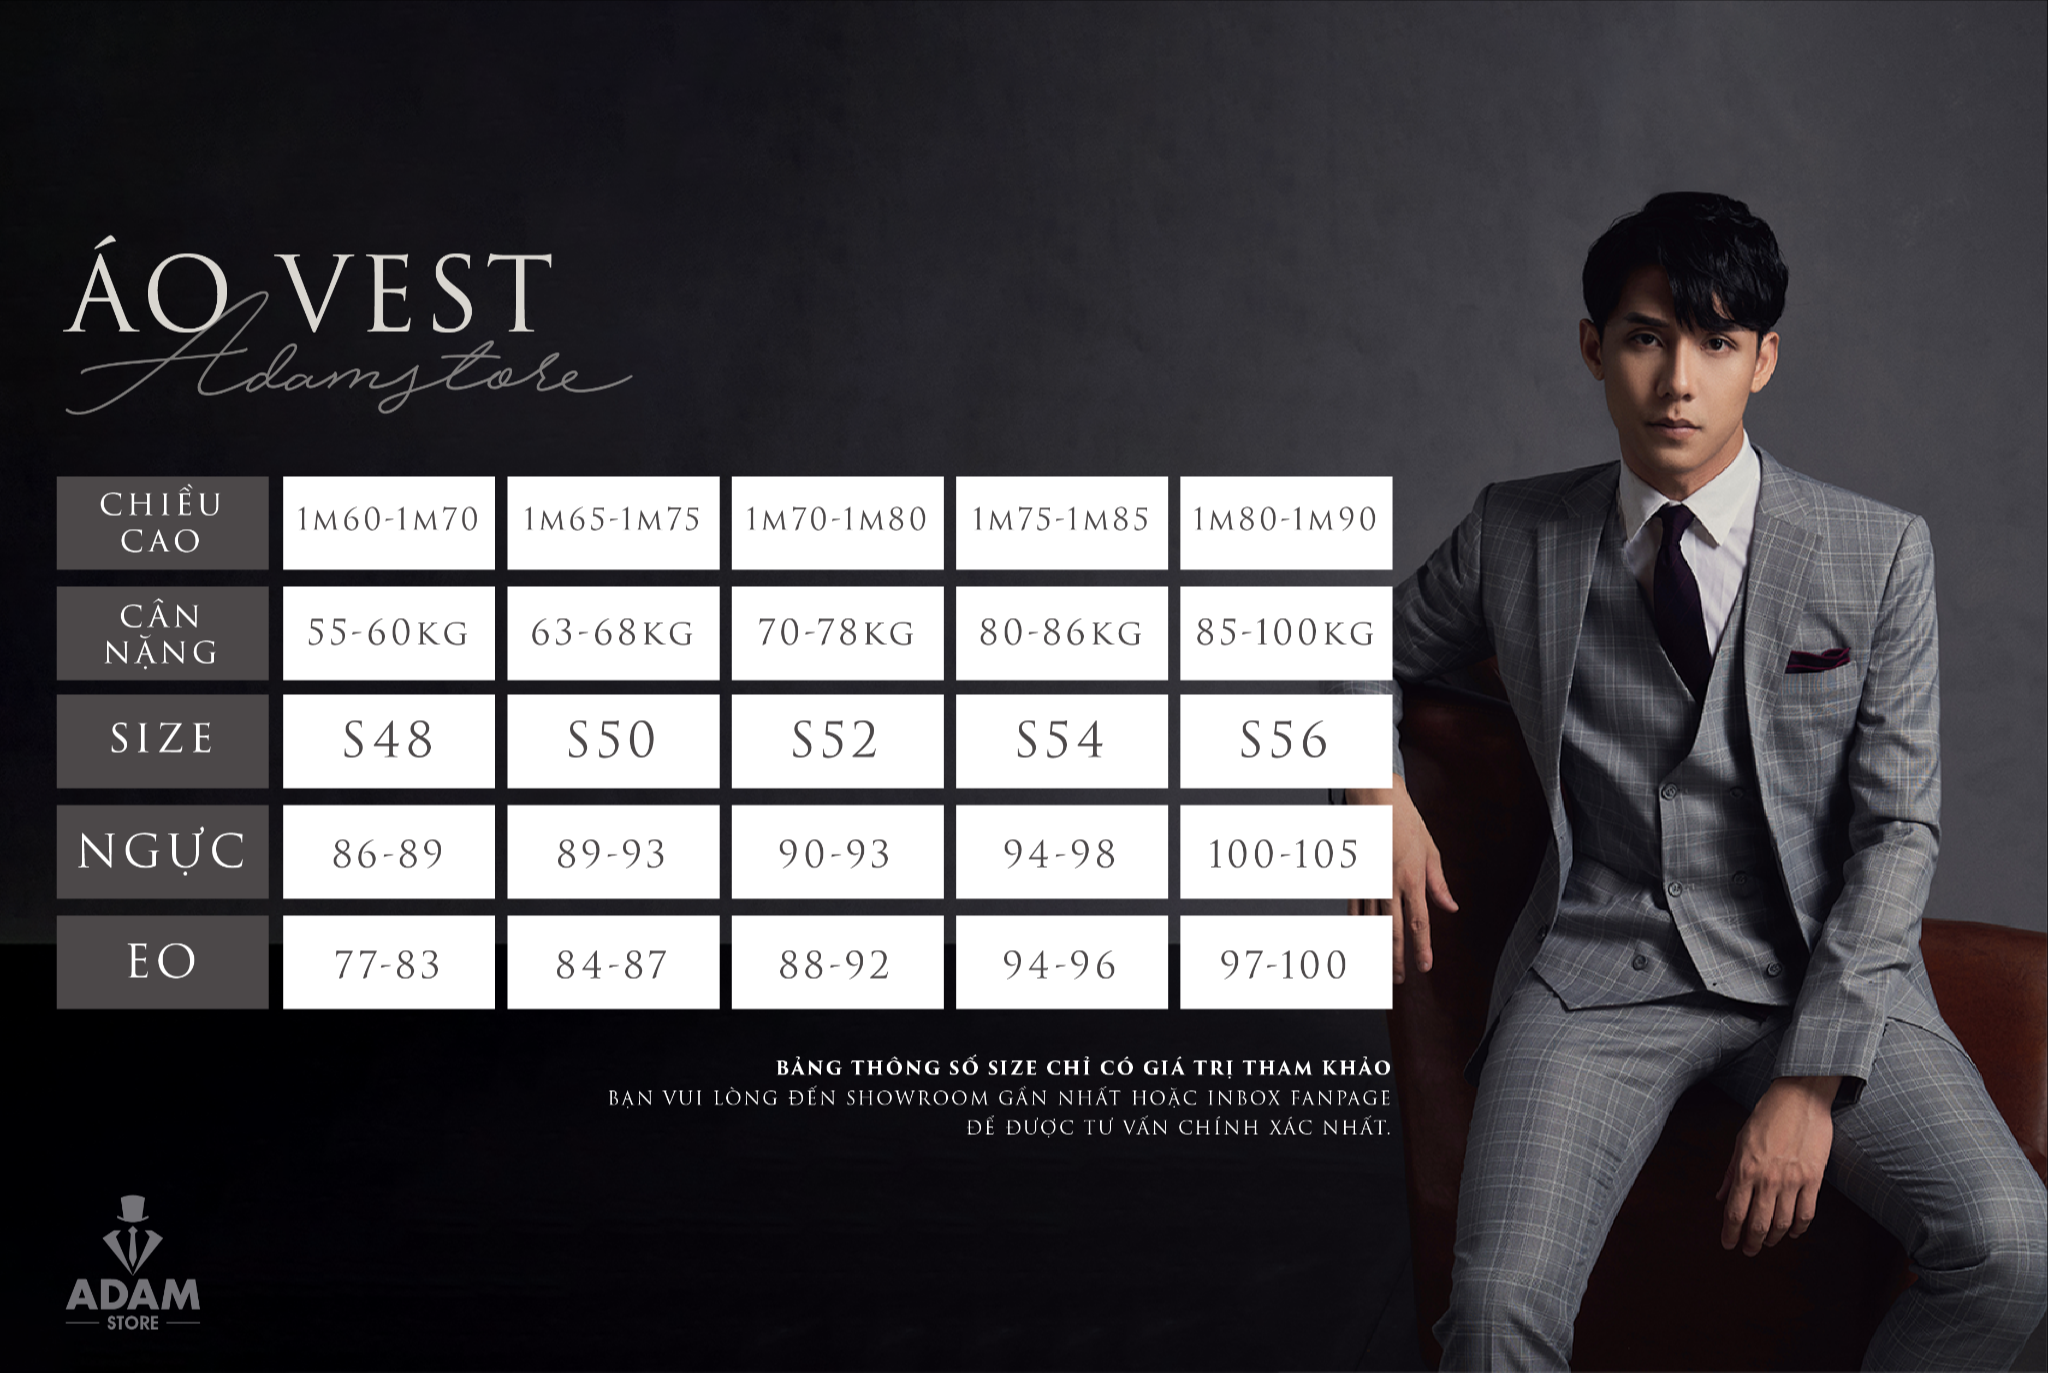 ÁO VEST
Adamstore
CHIỀU CAO 1M60-1M70 1M65-1M75 1M70-1M80 1M75-1M85 1M80-1M90
CÂN NẶNG 55-60KG 63-68KG 70-78KG 80-86KG 85-100KG
SIZE S48 S50 S52 S54 S56
NGỰC 86-89 89-93 90-93 94-98 100-105
EO 77-83 84-87 88-92 94-96 97-100
BẢNG THÔNG SỐ SIZE CHỈ CÓ GIÁ TRỊ THAM KHẢO
BẠN VUI LÒNG ĐẾN SHOWROOM GẦN NHẤT HOẶC INBOX FANPAGE
ĐỂ ĐƯỢC TƯ VẤN CHÍNH XÁC NHẤT.
ADAM
STORE